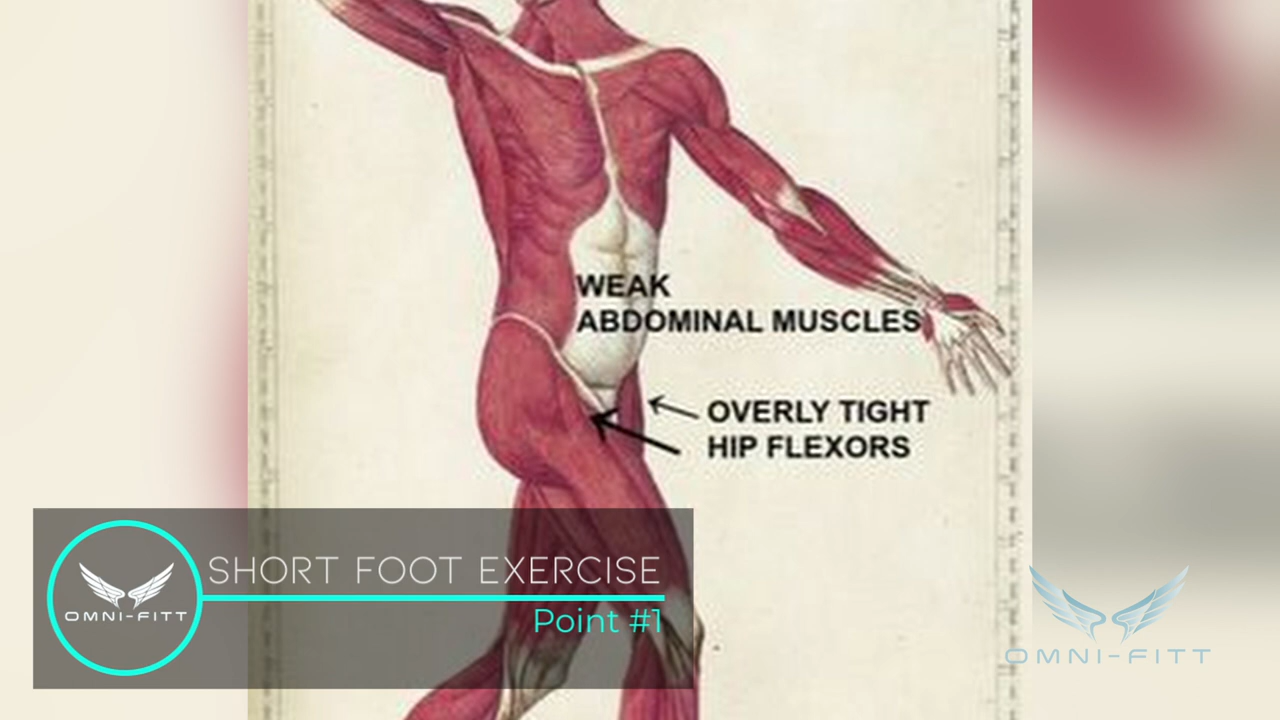 WEAK
ABDOMINAL MUSCLES
OVERLY TIGHT
HIP FLEXORS
SHORT FOOT EXERCISE
Point #1
OMNI-FITT
OMNI-FITT